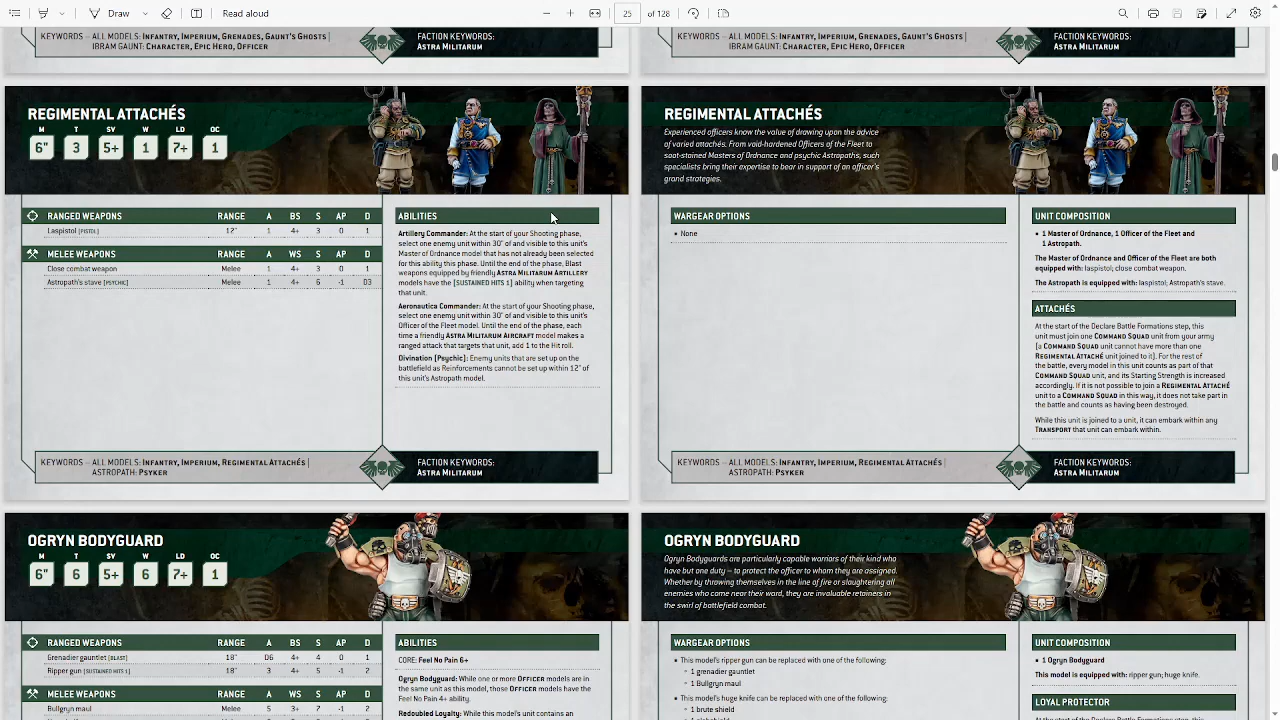 Draw
Read aloud
25 of 128
KEYWORDS – ALL MODELS: INFANTRY, IMPERIUM, GRENADES, GAUNT'S GHOSTS |
IBRAM GAUNT: CHARACTER, EPIC HERO, OFFICER
FACTION KEYWORDS:
ASTRA MILITARUM
KEYWORDS – ALL MODELS: INFANTRY, IMPERIUM, GRENADES, GAUNT'S GHOSTS |
IBRAM GAUNT: CHARACTER, EPIC HERO, OFFICER
FACTION KEYWORDS:
ASTRA MILITARUM
REGIMENTAL ATTACHÉS
M T SV W LD OC
6" 3 5+ 1 7+ 1
RANGED WEAPONS RANGE A BS S AP D
Laspistol [PISTOL] 12" 1 4+ 3 0 1
MELEE WEAPONS RANGE A WS S AP D
Close combat weapon Melee 1 4+ 3 0 1
Astropath's stave [PSYCHIC] Melee 1 4+ 6 -1 D3
ABILITIES
Artillery Commander: At the start of your Shooting phase,
select one enemy unit within 30" of and visible to this unit's
Master of Ordnance model that has not already been selected
for this ability this phase. Until the end of the phase, Blast
weapons equipped by friendly ASTRA MILITARUM ARTILLERY
models have the [SUSTAINED HITS 1] ability when targeting
that unit.
Aeronautica Commander: At the start of your Shooting phase,
select one enemy unit within 30" of and visible to this unit's
Officer of the Fleet model. Until the end of the phase, each
time a friendly ASTRA MILITARUM AIRCRAFT model makes a
ranged attack that targets that unit, add 1 to the Hit roll.
Divination (Psychic): Enemy units that are set up on the
battlefield as Reinforcements cannot be set up within 12" of
this unit's Astropath model.
KEYWORDS – ALL MODELS: INFANTRY, IMPERIUM, REGIMENTAL ATTACHÉS |
ASTROPATH: PSYKER
FACTION KEYWORDS:
ASTRA MILITARUM
REGIMENTAL ATTACHÉS
Experienced officers know the value of drawing upon the advice
of varied attachés. From void-hardened Officers of the Fleet to
soot-stained Masters of Ordnance and psychic Astropaths, such
specialists bring their expertise to bear in support of an officer's
grand strategies.
WARGEAR OPTIONS
▪ None
UNIT COMPOSITION
▪ 1 Master of Ordnance, 1 Officer of the Fleet and
1 Astropath.
The Master of Ordnance and Officer of the Fleet are both
equipped with: laspistol; close combat weapon.
The Astropath is equipped with: laspistol; Astropath's stave.
ATTACHÉS
At the start of the Declare Battle Formations step, this
unit must join one COMMAND SQUAD unit from your army
(a COMMAND SQUAD unit cannot have more than one
REGIMENTAL ATTACHÉ unit joined to it). For the rest of
the battle, every model in this unit counts as part of that
COMMAND SQUAD unit, and its Starting Strength is increased
accordingly. If it is not possible to join a REGIMENTAL ATTACHÉ
unit to a COMMAND SQUAD in this way, it does not take part in
the battle and counts as having been destroyed.
While this unit is joined to a unit, it can embark within any
TRANSPORT that unit can embark within.
KEYWORDS – ALL MODELS: INFANTRY, IMPERIUM, REGIMENTAL ATTACHÉS |
ASTROPATH: PSYKER
FACTION KEYWORDS:
ASTRA MILITARUM
OGRYN BODYGUARD
M T SV W LD OC
6" 6 5+ 6 7+ 1
RANGED WEAPONS RANGE A BS S AP D
Grenadier gauntlet [BLAST] 18" D6 4+ 4 0 1
Ripper gun [SUSTAINED HITS 1] 18" 3 4+ 5 -1 2
MELEE WEAPONS RANGE A WS S AP D
Bullgryn maul Melee 5 3+ 7 -1 2
ABILITIES
CORE: Feel No Pain 6+
Ogryn Bodyguard: While one or more OFFICER models are in
the same unit as this model, those OFFICER models have the
Feel No Pain 4+ ability.
Redoubled Loyalty: While this model's unit contains an
OGRYN BODYGUARD
Ogryn Bodyguards are particularly capable warriors of their kind who
have but one duty – to protect the officer to whom they are assigned.
Whether by throwing themselves in the line of fire or slaughtering all
enemies who come near their ward, they are invaluable retainers in
the swirl of battlefield combat.
WARGEAR OPTIONS
▪ This model's ripper gun can be replaced with one of the following:
▫ 1 grenadier gauntlet
▫ 1 Bullgryn maul
▪ This model's huge knife can be replaced with one of the following:
▫ 1 brute shield
UNIT COMPOSITION
▪ 1 Ogryn Bodyguard
This model is equipped with: ripper gun; huge knife.
LOYAL PROTECTOR